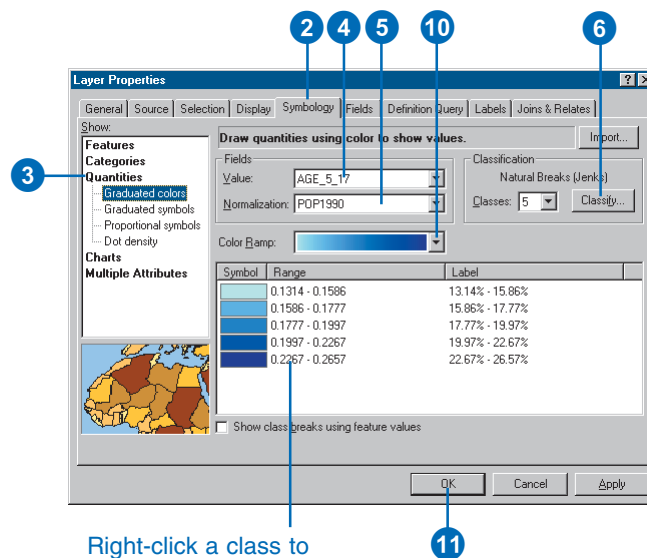 2 4 5 10 6
Layer Properties
General Source Selection Display Symbology Fields Definition Query Labels Joins & Relates
Show:
Features
Categories
3 Quantities
Graduated colors
Graduated symbols
Proportional symbols
Dot density
Charts
Multiple Attributes
Draw quantities using color to show values.
Import...
Fields
Value: AGE_5_17
Normalization: POP1990
Classification
Natural Breaks (Jenks)
Classes: 5 Classify...
Color Ramp:
Symbol Range Label
0.1314 - 0.1586 13.14% - 15.86%
0.1586 - 0.1777 15.86% - 17.77%
0.1777 - 0.1997 17.77% - 19.97%
0.1997 - 0.2267 19.97% - 22.67%
0.2267 - 0.2657 22.67% - 26.57%
Show class breaks using feature values
OK Cancel Apply
Right-click a class to
11